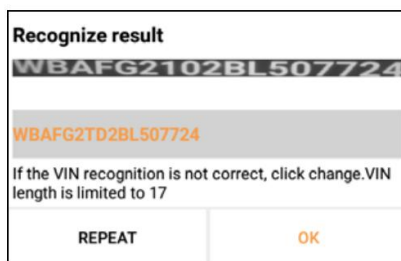 Recognize result
WBAFG2102BL507724
WBAFG2TD2BL507724
If the VIN recognition is not correct, click change.VIN
length is limited to 17
REPEAT
OK